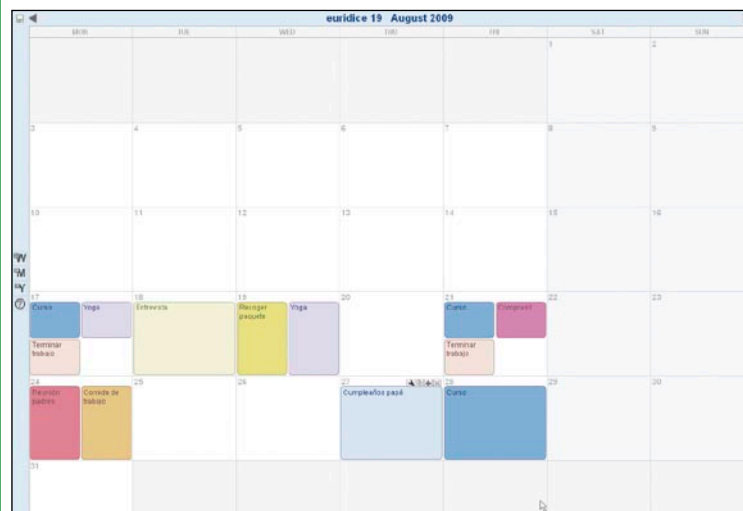 euridice 19 August 2009
MON TUE WED THU FRI SAT SUN
1 2
3 4 5 6 7 8 9
10 11 12 13 14 15 16
W
M
Y
?
17 18 19 20 21 22 23
Curso Yoga Entrevista Recoger paquete Yoga Curso
Terminar trabajo Terminar trabajo
24 25 26 27 28 29 30
Reunión padres Comida de trabajo Cumpleaños papá Curso
31